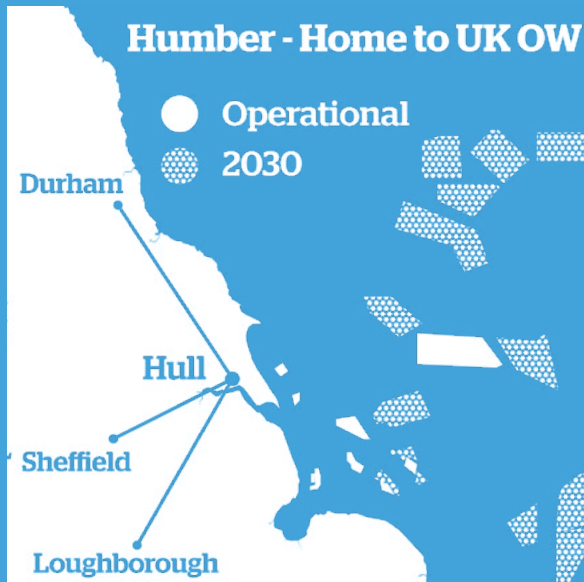 Humber - Home to UK OW
Operational
2030
Durham
Hull
Sheffield
Loughborough